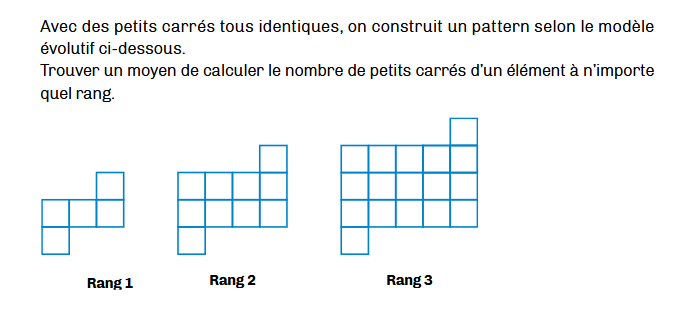 Avec des petits carrés tous identiques, on construit un pattern selon le modèle
évolutif ci-dessous.
Trouver un moyen de calculer le nombre de petits carrés d'un élément à n'importe
quel rang.
Rang 1
Rang 2
Rang 3